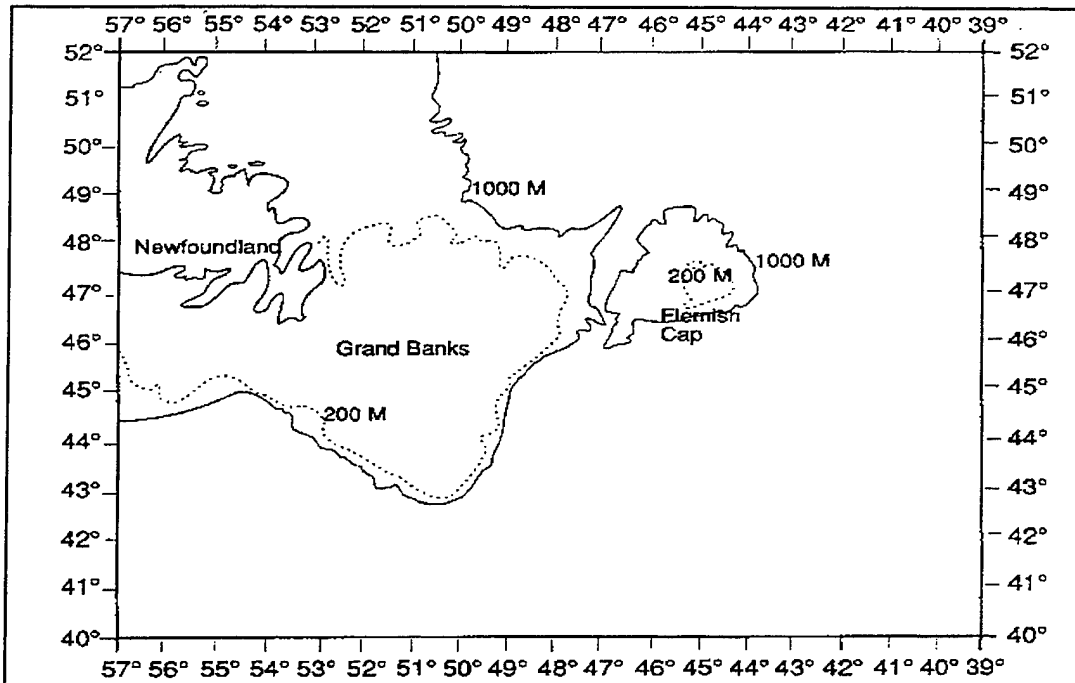 57° 56° 55° 54° 53° 52° 51° 50° 49° 48° 47° 46° 45° 44° 43° 42° 41° 40° 39°
52° 52°
51° 51°
50° 50°
49° 1000 M 49°
48° Newfoundland 48°
1000 M
200 M
47° 47°
Flemish
Cap
46° Grand Banks 46°
45° 45°
200 M
44° 44°
43° 43°
42° 42°
41° 41°
40° 40°
57° 56° 55° 54° 53° 52° 51° 50° 49° 48° 47° 46° 45° 44° 43° 42° 41° 40° 39°